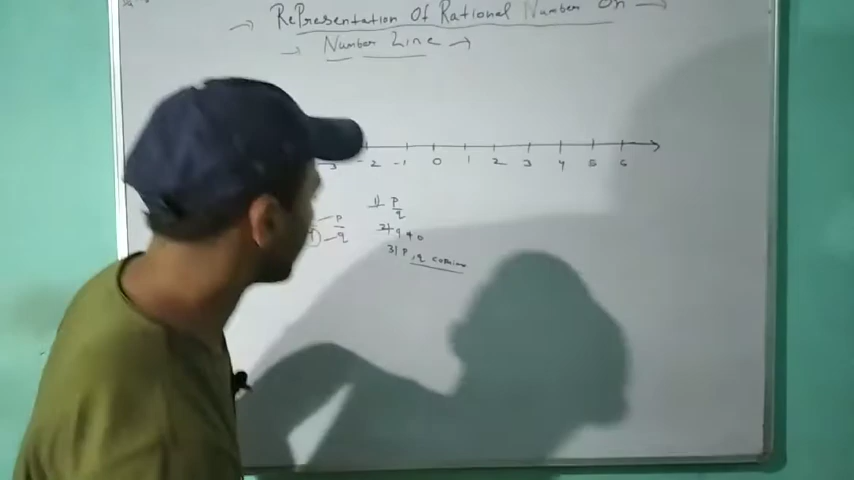 → Representation Of Rational Number On →
→ Number Line →
3 -2 -1 0 1 2 3 4 5 6
1) p/q
p/q
2) q ≠ 0
3) p, q coprime